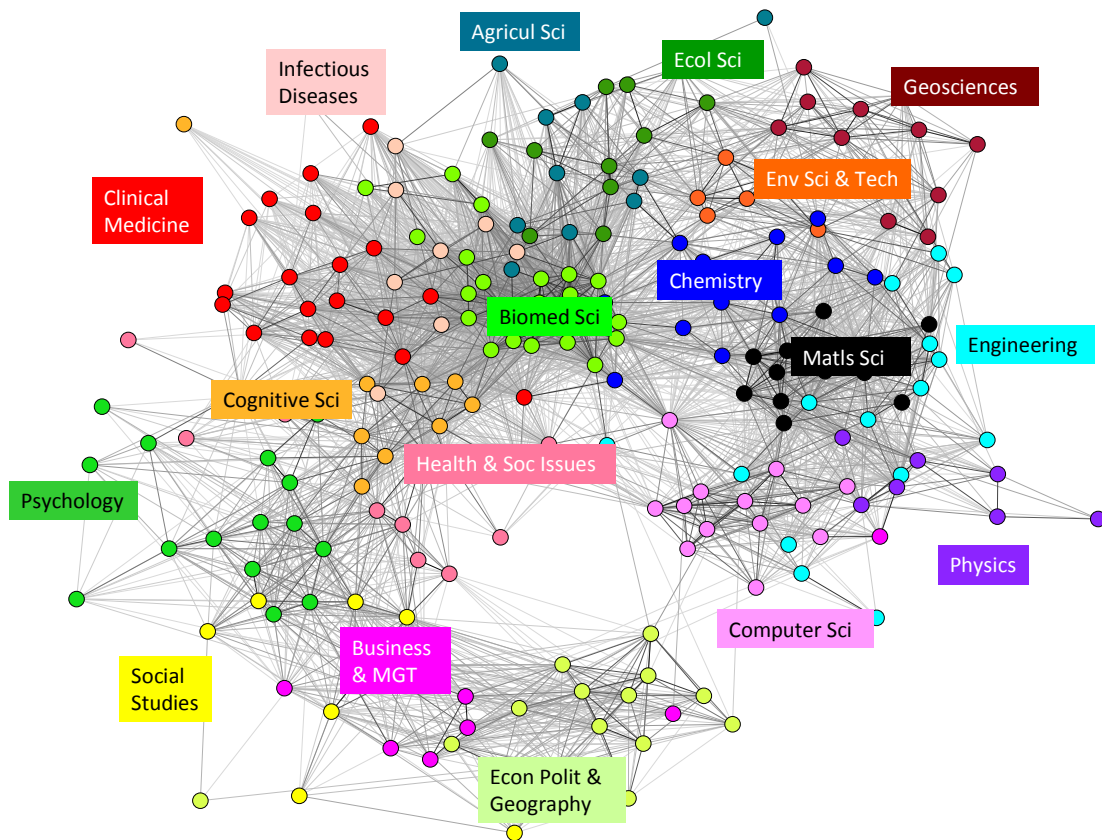 Agricul Sci
Ecol Sci
Infectious
Diseases
Geosciences
Env Sci & Tech
Clinical
Medicine
Chemistry
Biomed Sci
Matls Sci
Engineering
Cognitive Sci
Health & Soc Issues
Psychology
Physics
Computer Sci
Business
& MGT
Social
Studies
Econ Polit &
Geography